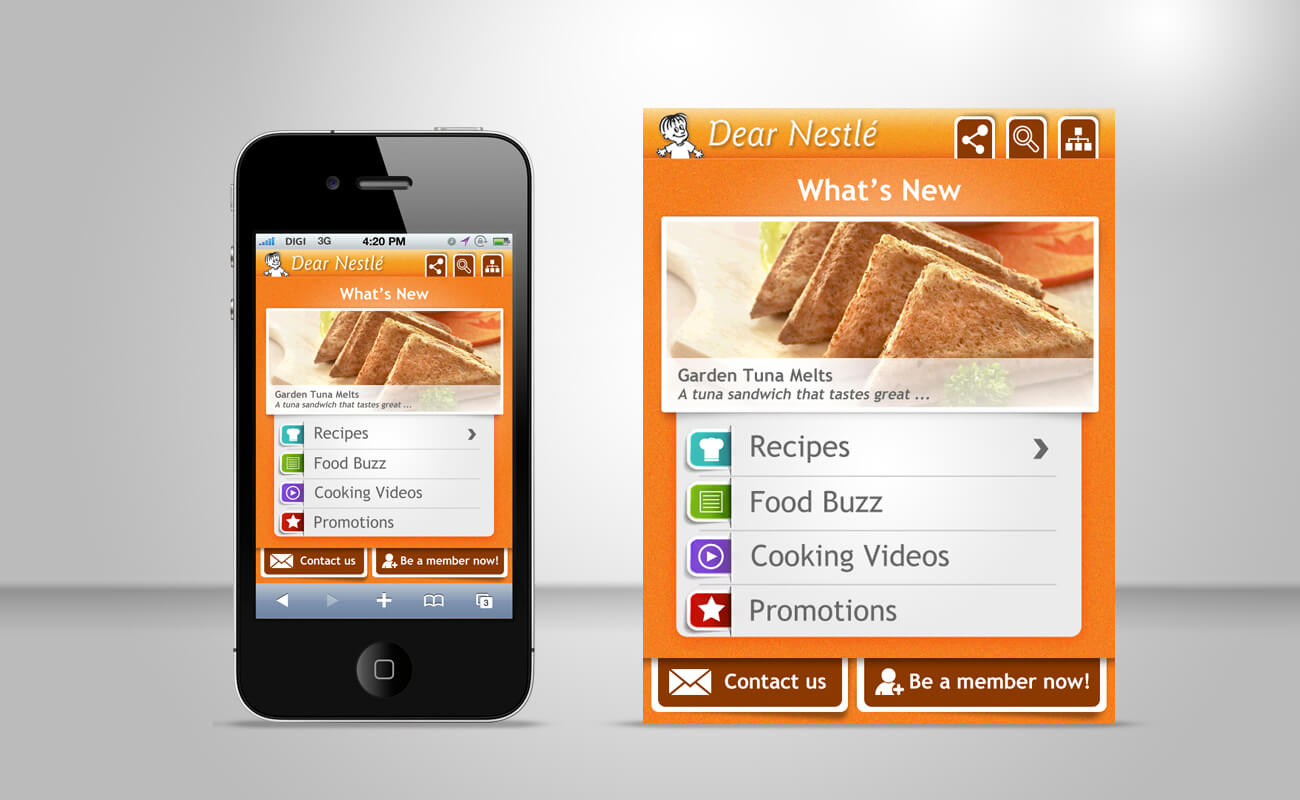 DIGI 3G 4:20 PM
Dear Nestlé
What's New
Garden Tuna Melts
A tuna sandwich that tastes great ...
Recipes
Food Buzz
Cooking Videos
Promotions
Contact us
Be a member now!
3
Dear Nestlé
What's New
Garden Tuna Melts
A tuna sandwich that tastes great ...
Recipes
Food Buzz
Cooking Videos
Promotions
Contact us
Be a member now!